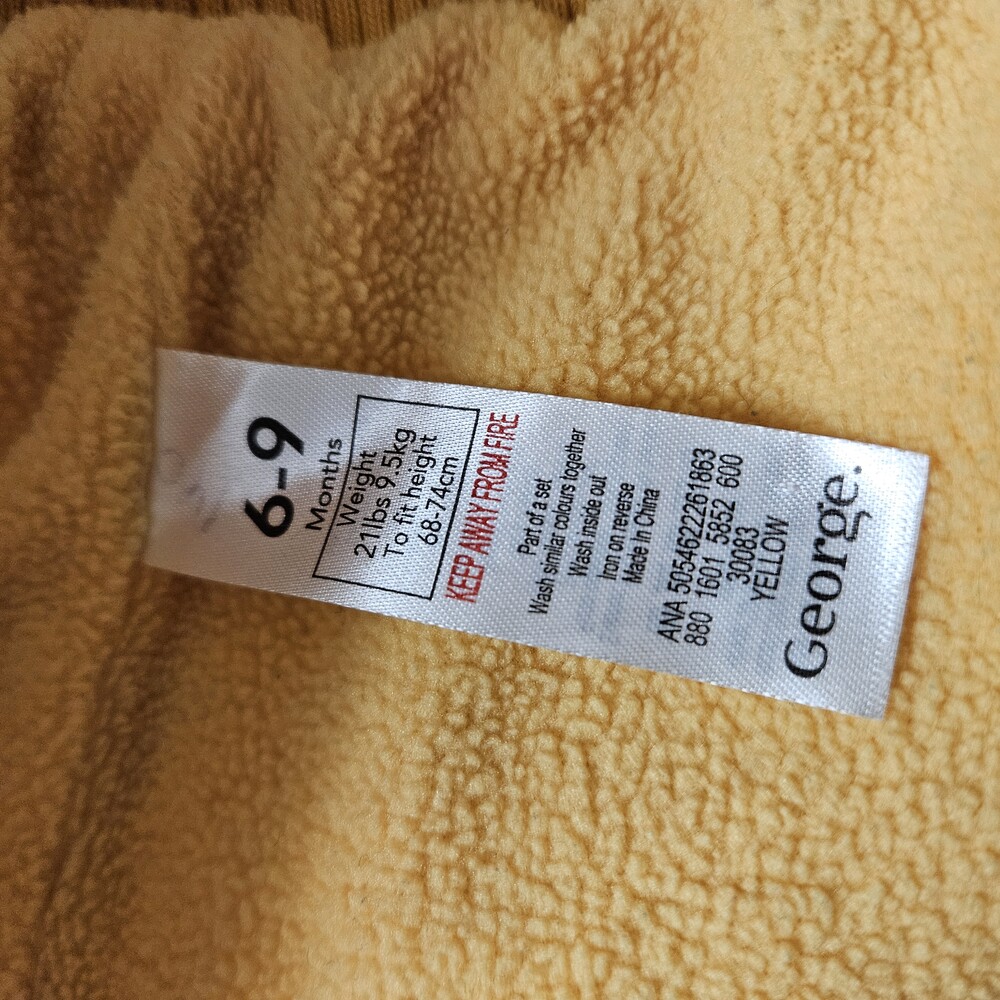 6-9
Months
Weight
21lbs 9.5kg
To fit height
68-74cm
KEEP AWAY FROM FIRE
Part of a set
Wash similar colours together
Wash inside out
Iron on reverse
Made In China
ANA 5054622261863
880 1601 5852 600
30083
YELLOW
George.